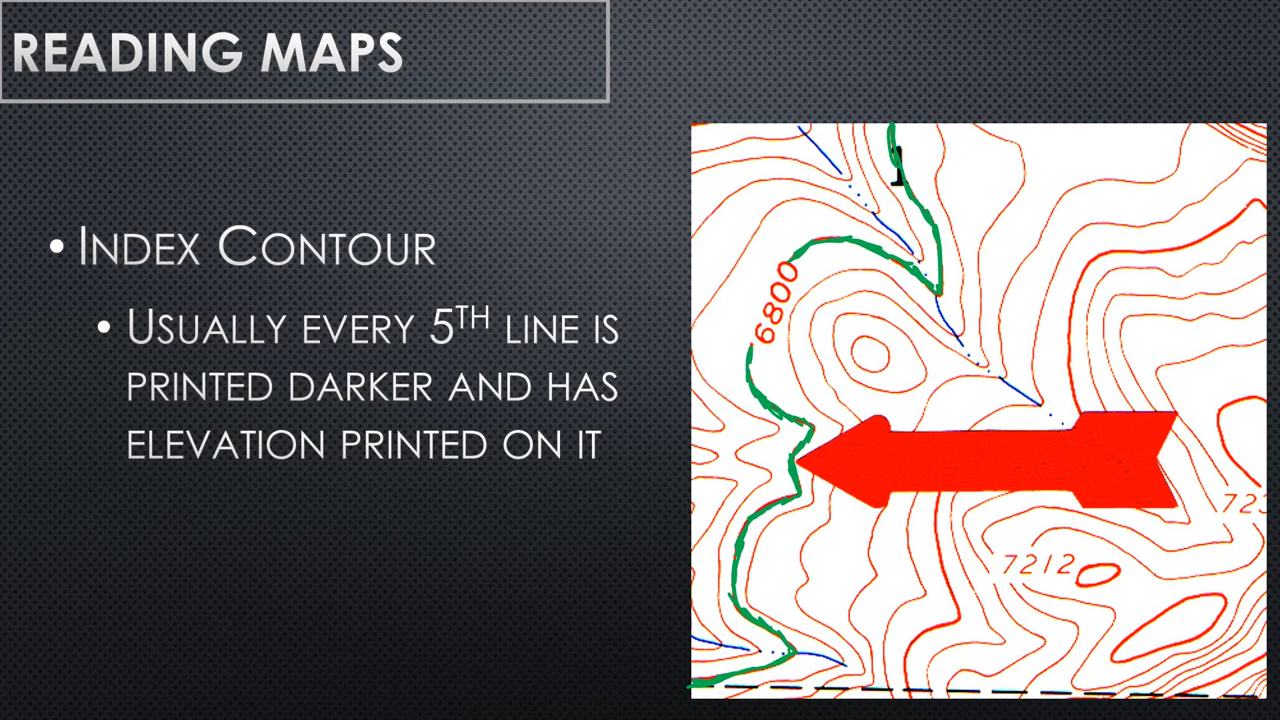 READING MAPS
• INDEX CONTOUR
• USUALLY EVERY 5TH LINE IS
PRINTED DARKER AND HAS
ELEVATION PRINTED ON IT
1
6800
7212